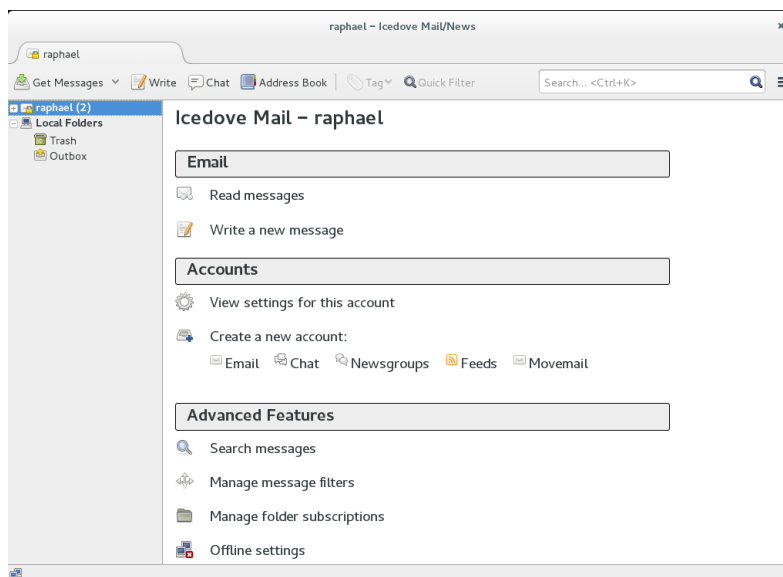 raphael – Icedove Mail/News
raphael
Get Messages Write Chat Address Book Tag Quick Filter Search... <Ctrl+K>
raphael (2)
Local Folders
Trash
Outbox
Icedove Mail – raphael
Email
Read messages
Write a new message
Accounts
View settings for this account
Create a new account:
Email Chat Newsgroups Feeds Movemail
Advanced Features
Search messages
Manage message filters
Manage folder subscriptions
Offline settings